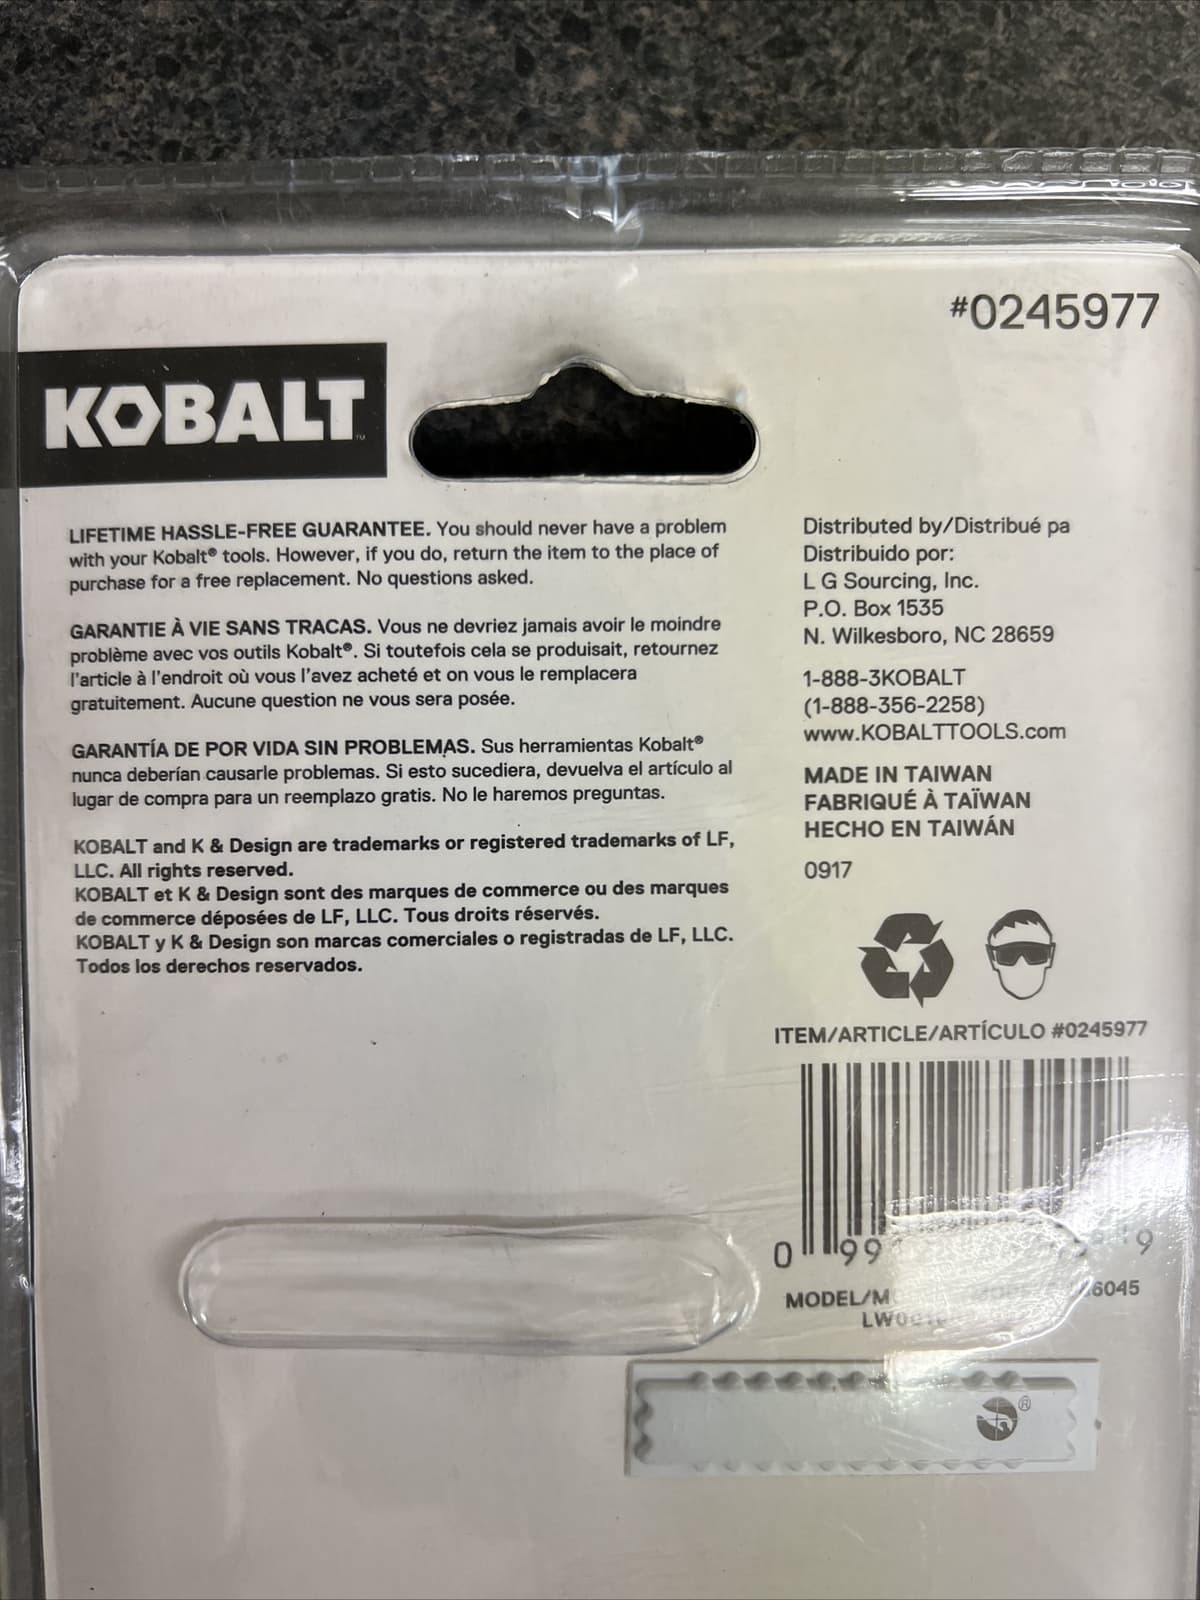 #0245977
KOBALT™
LIFETIME HASSLE-FREE GUARANTEE. You should never have a problem
with your Kobalt® tools. However, if you do, return the item to the place of
purchase for a free replacement. No questions asked.
GARANTIE À VIE SANS TRACAS. Vous ne devriez jamais avoir le moindre
problème avec vos outils Kobalt®. Si toutefois cela se produisait, retournez
l'article à l'endroit où vous l'avez acheté et on vous le remplacera
gratuitement. Aucune question ne vous sera posée.
GARANTÍA DE POR VIDA SIN PROBLEMAS. Sus herramientas Kobalt®
nunca deberían causarle problemas. Si esto sucediera, devuelva el artículo al
lugar de compra para un reemplazo gratis. No le haremos preguntas.
KOBALT and K & Design are trademarks or registered trademarks of LF,
LLC. All rights reserved.
KOBALT et K & Design sont des marques de commerce ou des marques
de commerce déposées de LF, LLC. Tous droits réservés.
KOBALT y K & Design son marcas comerciales o registradas de LF, LLC.
Todos los derechos reservados.
Distributed by/Distribué pa
Distribuido por:
L G Sourcing, Inc.
P.O. Box 1535
N. Wilkesboro, NC 28659
1-888-3KOBALT
(1-888-356-2258)
www.KOBALTTOOLS.com
MADE IN TAIWAN
FABRIQUÉ À TAÏWAN
HECHO EN TAIWÁN
0917
ITEM/ARTICLE/ARTÍCULO #0245977
0 99 9
MODEL/M 6045
®